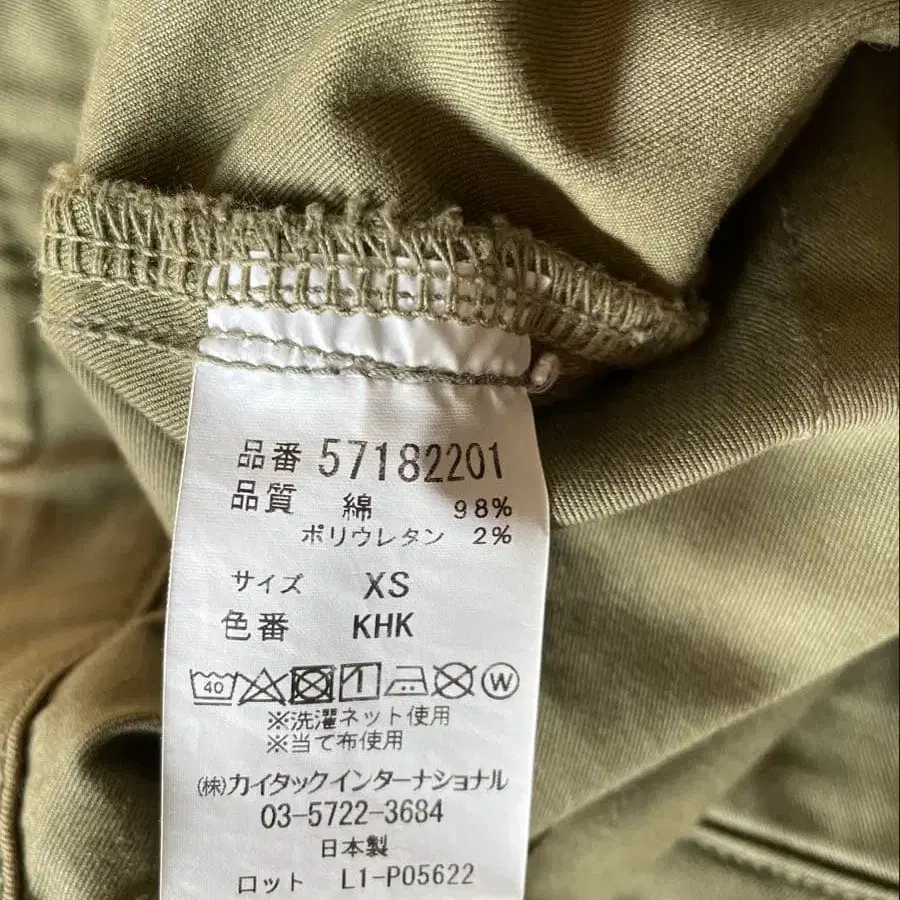 品番 57182201
品質 綿 98%
ポリウレタン 2%
サイズ XS
色番 KHK
40 W
※洗濯ネット使用
※当て布使用
㈱カイタックインターナショナル
03-5722-3684
日本製
ロット L1-P05622